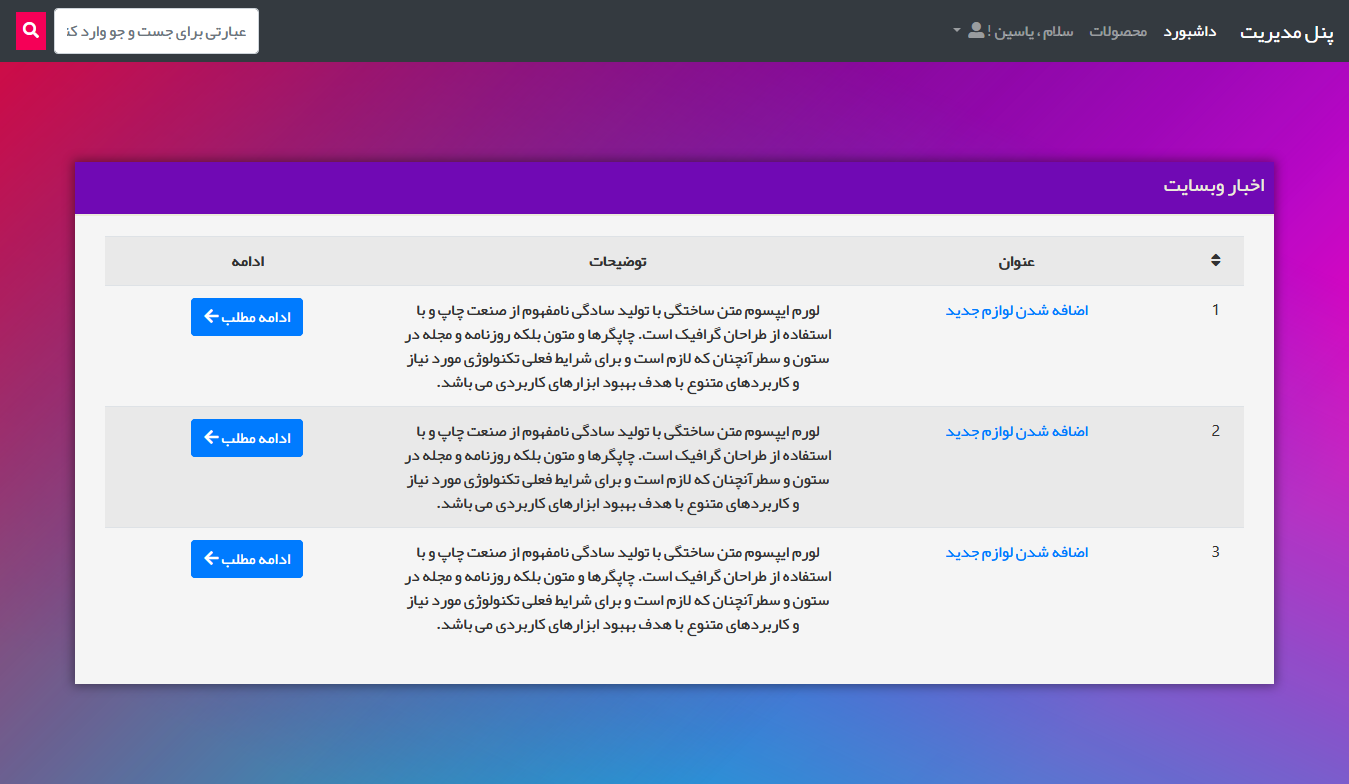 پنل مدیریت
داشبورد
محصولات
سلام ، یاسین !
عبارتی برای جست و جو وارد کن
اخبار وبسایت
عنوان
توضیحات
ادامه
1
اضافه شدن لوازم جدید
لورم ایپسوم متن ساختگی با تولید سادگی نامفهوم از صنعت چاپ و با
استفاده از طراحان گرافیک است. چاپگرها و متون بلکه روزنامه و مجله در
ستون و سطرآنچنان که لازم است و برای شرایط فعلی تکنولوژی مورد نیاز
و کاربردهای متنوع با هدف بهبود ابزارهای کاربردی می باشد.
ادامه مطلب
2
اضافه شدن لوازم جدید
لورم ایپسوم متن ساختگی با تولید سادگی نامفهوم از صنعت چاپ و با
استفاده از طراحان گرافیک است. چاپگرها و متون بلکه روزنامه و مجله در
ستون و سطرآنچنان که لازم است و برای شرایط فعلی تکنولوژی مورد نیاز
و کاربردهای متنوع با هدف بهبود ابزارهای کاربردی می باشد.
ادامه مطلب
3
اضافه شدن لوازم جدید
لورم ایپسوم متن ساختگی با تولید سادگی نامفهوم از صنعت چاپ و با
استفاده از طراحان گرافیک است. چاپگرها و متون بلکه روزنامه و مجله در
ستون و سطرآنچنان که لازم است و برای شرایط فعلی تکنولوژی مورد نیاز
و کاربردهای متنوع با هدف بهبود ابزارهای کاربردی می باشد.
ادامه مطلب